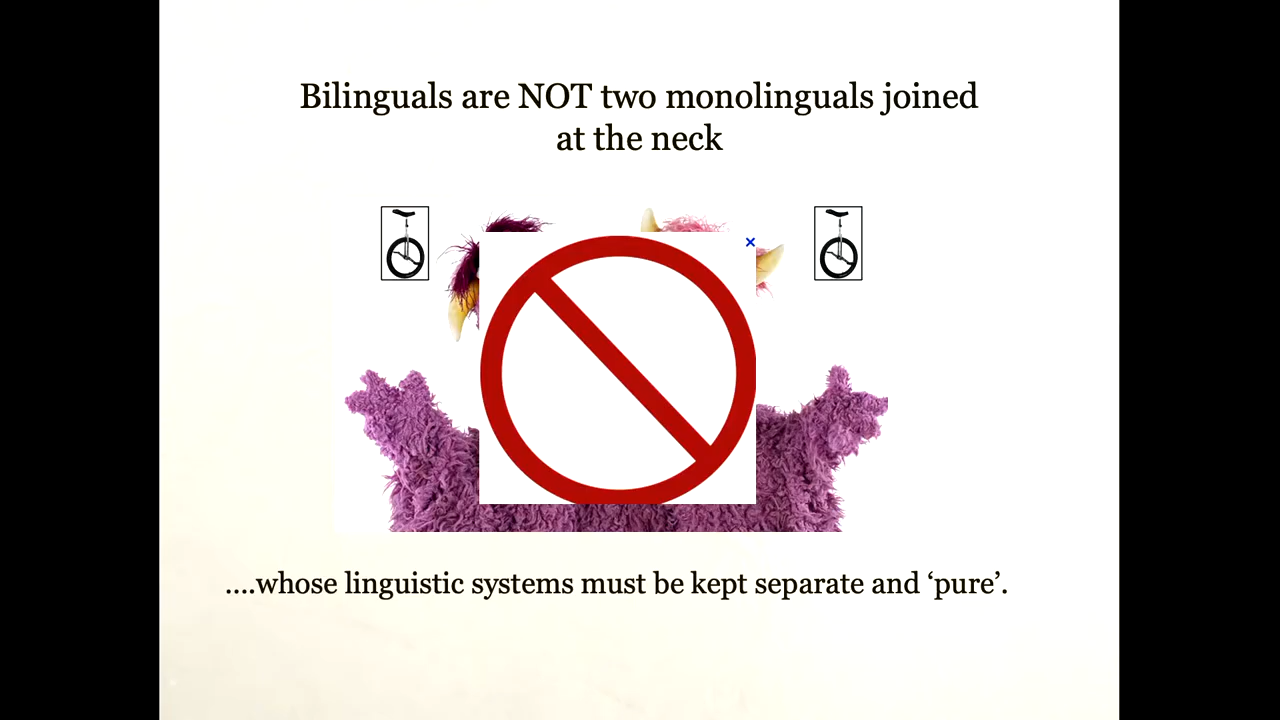 Bilinguals are NOT two monolinguals joined
at the neck
....whose linguistic systems must be kept separate and ‘pure’.